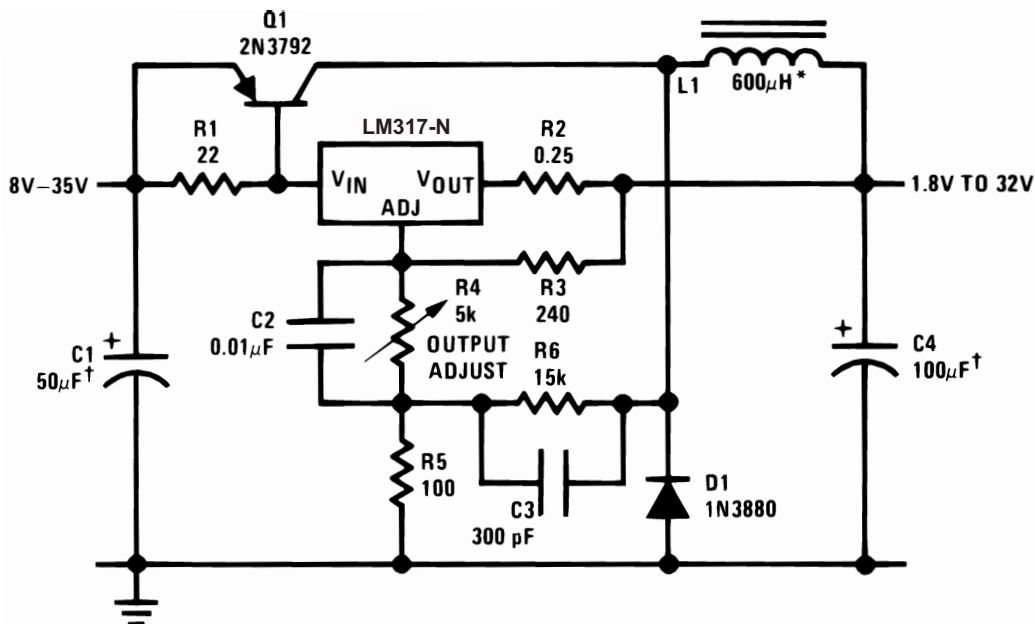 Q1
2N3792
L1
600μH*
R1
22
LM317-N
VIN
VOUT
ADJ
R2
0.25
8V–35V
1.8V TO 32V
R3
240
R4
5k
OUTPUT
ADJUST
C2
0.01μF
C1
+
50μF†
R6
15k
+
C4
100μF†
R5
100
C3
300 pF
D1
1N3880